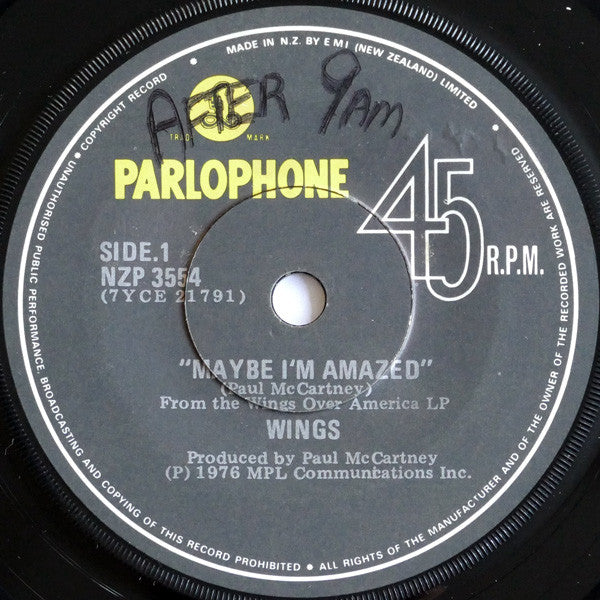 MADE IN N.Z. BY EMI (NEW ZEALAND) LIMITED
AFTER 9AM
TRADE MARK
PARLOPHONE
45 R.P.M.
SIDE.1
NZP 3554
(7YCE 21791)
"MAYBE I'M AMAZED"
(Paul McCartney)
From the Wings Over America LP
WINGS
Produced by Paul McCartney
(P) 1976 MPL Communications Inc.
ALL RIGHTS OF THE MANUFACTURER AND OF THE OWNER OF THE RECORDED WORK ARE RESERVED
UNAUTHORISED PUBLIC PERFORMANCE, BROADCASTING AND COPYING OF THIS RECORD PROHIBITED
COPYRIGHT RECORD